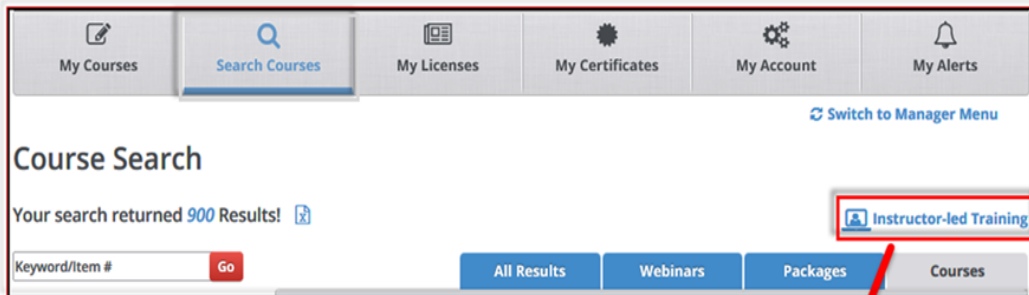 My Courses Search Courses My Licenses My Certificates My Account My Alerts
Switch to Manager Menu
Course Search
Your search returned 900 Results!
Instructor-led Training
Keyword/Item # Go All Results Webinars Packages Courses